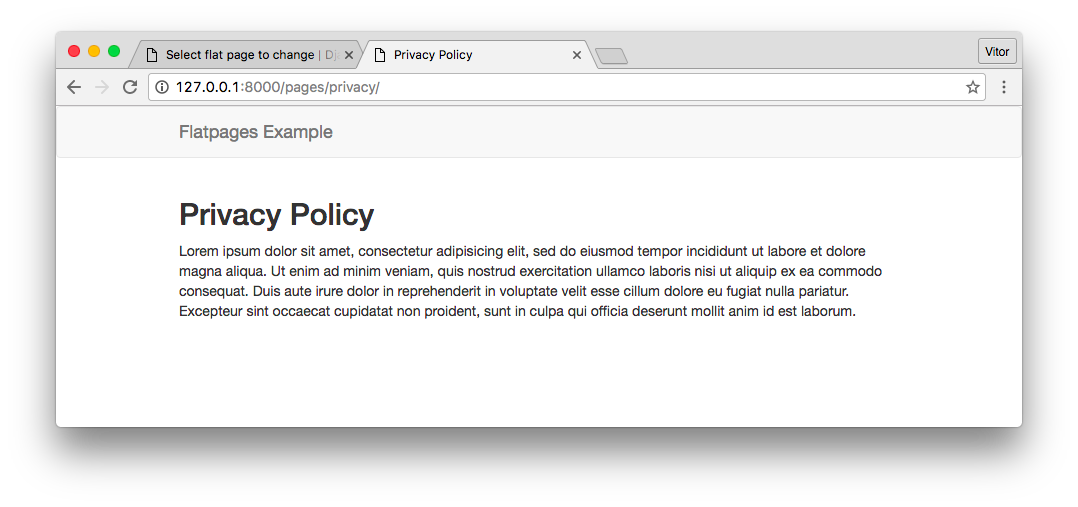 Select flat page to change | Dj
Privacy Policy
Vitor
127.0.0.1:8000/pages/privacy/
Flatpages Example
Privacy Policy
Lorem ipsum dolor sit amet, consectetur adipisicing elit, sed do eiusmod tempor incididunt ut labore et dolore
magna aliqua. Ut enim ad minim veniam, quis nostrud exercitation ullamco laboris nisi ut aliquip ex ea commodo
consequat. Duis aute irure dolor in reprehenderit in voluptate velit esse cillum dolore eu fugiat nulla pariatur.
Excepteur sint occaecat cupidatat non proident, sunt in culpa qui officia deserunt mollit anim id est laborum.